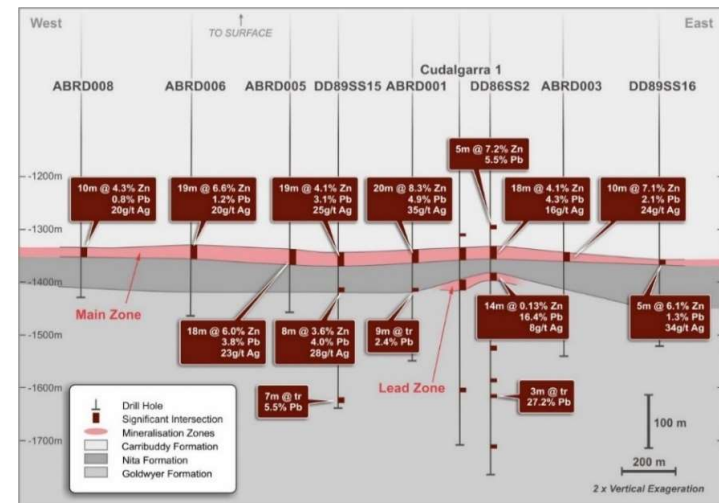 West
East
TO SURFACE
Cudalgarra 1
ABRD008
ABRD006
ABRD005
DD89SS15
ABRD001
DD86SS2
ABRD003
DD89SS16
5m @ 7.2% Zn
5.5% Pb
-1200m
10m @ 4.3% Zn
0.8% Pb
20g/t Ag
19m @ 6.6% Zn
1.2% Pb
20g/t Ag
19m @ 4.1% Zn
3.1% Pb
25g/t Ag
20m @ 8.3% Zn
4.9% Pb
35g/t Ag
18m @ 4.1% Zn
4.3% Pb
16g/t Ag
10m @ 7.1% Zn
2.1% Pb
24g/t Ag
-1300m
-1400m
Main Zone
18m @ 6.0% Zn
3.8% Pb
23g/t Ag
8m @ 3.6% Zn
4.0% Pb
28g/t Ag
9m @ tr
2.4% Pb
14m @ 0.13% Zn
16.4% Pb
8g/t Ag
5m @ 6.1% Zn
1.3% Pb
34g/t Ag
-1500m
Lead Zone
-1600m
7m @ tr
5.5% Pb
3m @ tr
27.2% Pb
-1700m
Drill Hole
Significant Intersection
Mineralisation Zones
Carribuddy Formation
Nita Formation
Goldwyer Formation
100 m
200 m
2 x Vertical Exaggeration